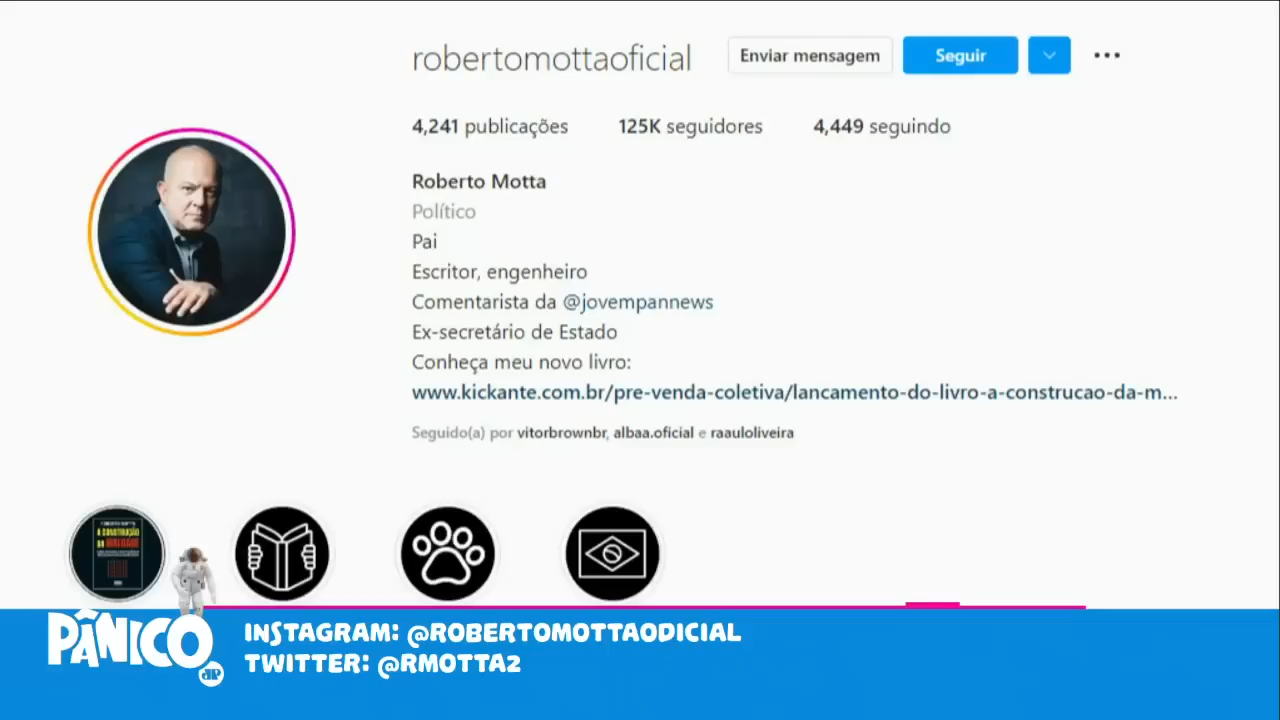 robertomottaoficial
Enviar mensagem
Seguir
4,241 publicações
125K seguidores
4,449 seguindo
Roberto Motta
Político
Pai
Escritor, engenheiro
Comentarista da @jovempannews
Ex-secretário de Estado
Conheça meu novo livro:
www.kickante.com.br/pre-venda-coletiva/lancamento-do-livro-a-construcao-da-m...
Seguido(a) por vitorbrownbr, albaa.oficial e raauloliveira
A CONSTRUÇÃO
PÂNICO
JP
INSTAGRAM: @ROBERTOMOTTAODICIAL
TWITTER: @RMOTTA2